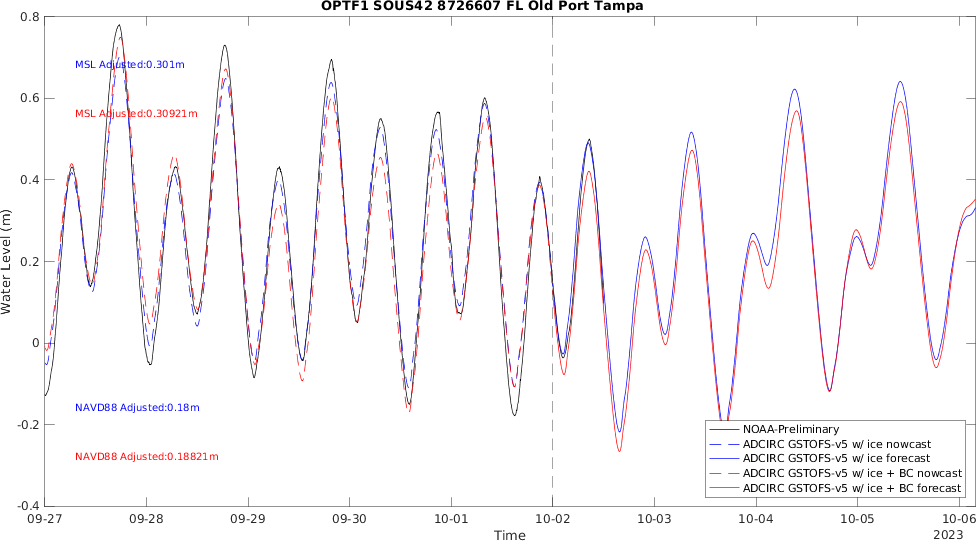 OPTF1 SOUS42 8726607 FL Old Port Tampa
0.8
MSL Adjusted:0.301m
0.6
MSL Adjusted:0.30921m
0.4
Water Level (m)
0.2
0
NAVD88 Adjusted:0.18m
-0.2
NOAA-Preliminary
ADCIRC GSTOFS-v5 w/ ice nowcast
NAVD88 Adjusted:0.18821m
ADCIRC GSTOFS-v5 w/ ice forecast
ADCIRC GSTOFS-v5 w/ ice + BC nowcast
ADCIRC GSTOFS-v5 w/ ice + BC forecast
-0.4
09-27 09-28 09-29 09-30 10-01 10-02 10-03 10-04 10-05 10-06
Time
2023